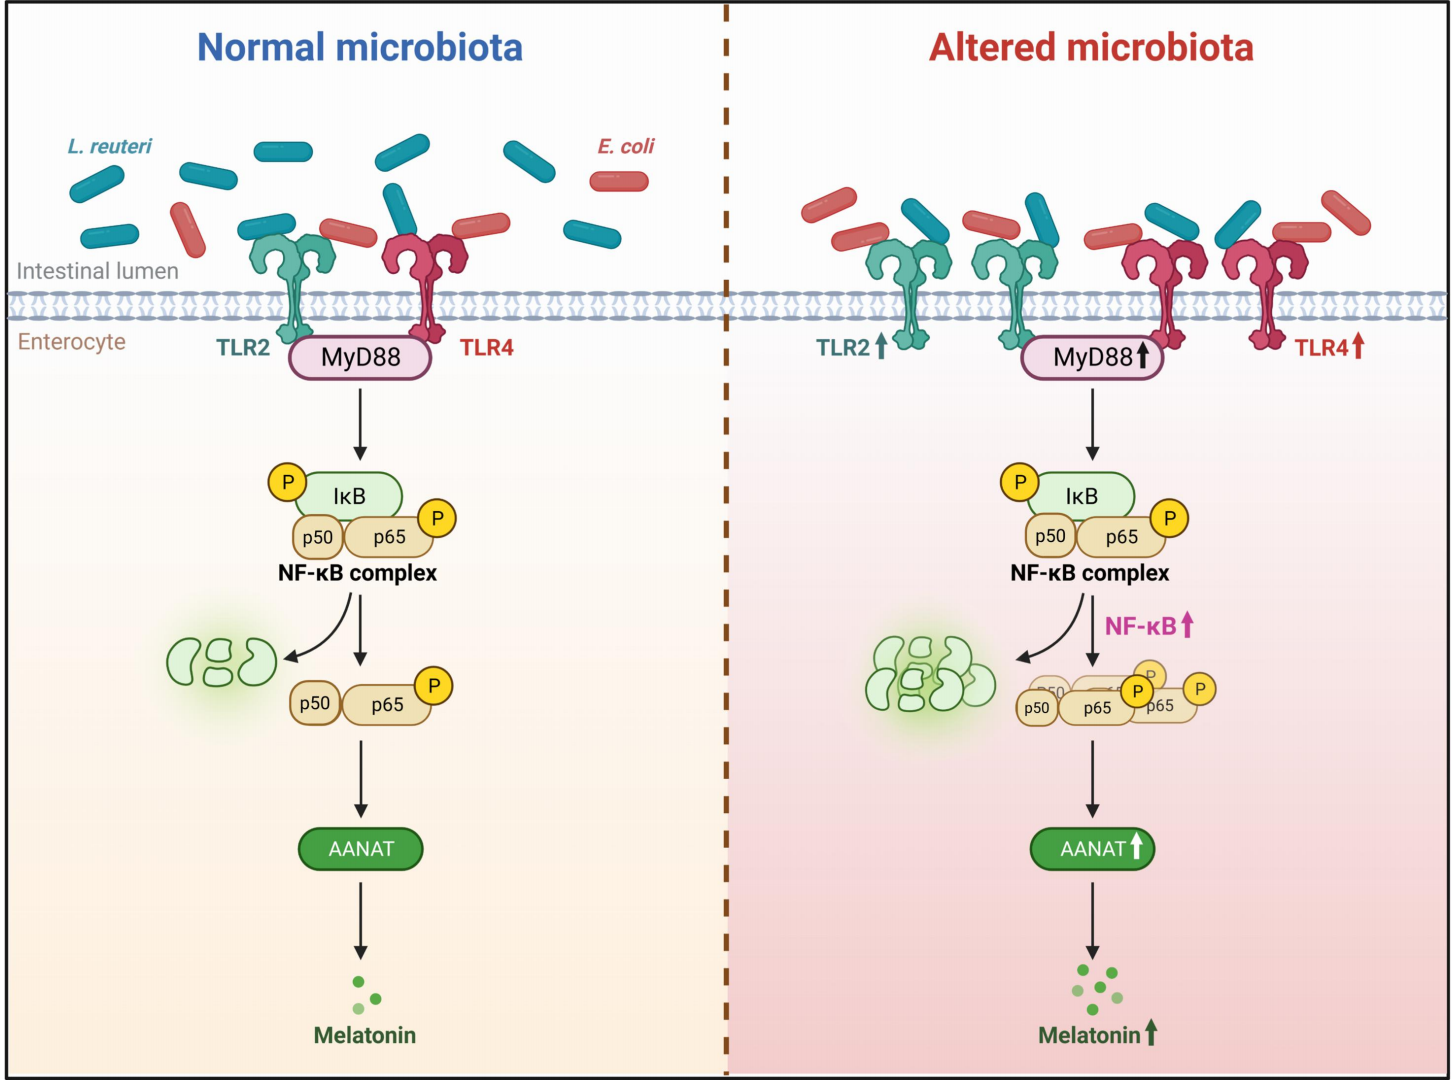 Normal microbiota
L. reuteri
E. coli
Intestinal lumen
Enterocyte
TLR2
MyD88
TLR4
P
IκB
P
p50
p65
NF-κB complex
P
p50
p65
AANAT
Melatonin
Altered microbiota
TLR2
MyD88
TLR4
P
IκB
P
p50
p65
NF-κB complex
NF-κB
P
P
P
p50
p65
p50
p65
p65
AANAT
Melatonin